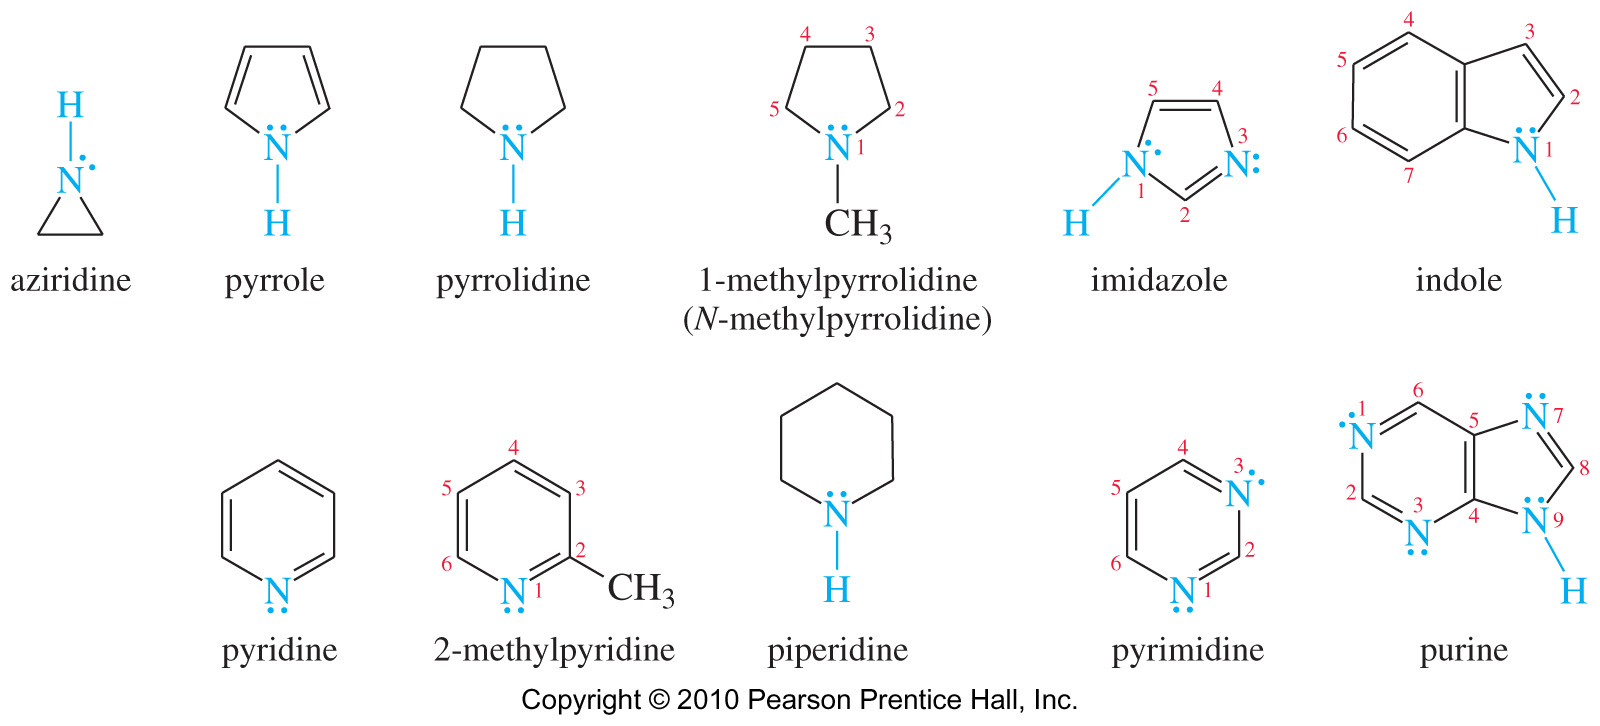 H
N
aziridine
N
H
pyrrole
N
H
pyrrolidine
4 3
5 2
N 1
CH3
1-methylpyrrolidine
(N-methylpyrrolidine)
5 4
3
N N
1
H 2
imidazole
4
3
5
2
6
N 1
7
H
indole
N
pyridine
4
5 3
6 2
N 1
CH3
2-methylpyridine
N
H
piperidine
4
3
5 N
6 2
N 1
pyrimidine
6
1
N 5 N 7
8
2 3
N 4 N 9
H
purine
Copyright © 2010 Pearson Prentice Hall, Inc.